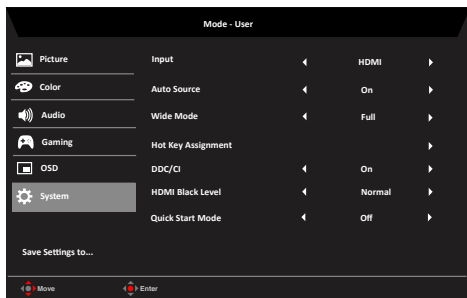 Mode - User
Picture
Input HDMI
Color
Auto Source On
Audio
Wide Mode Full
Gaming
Hot Key Assignment
OSD
DDC/CI On
System
HDMI Black Level Normal
Quick Start Mode Off
Save Settings to...
Move Enter